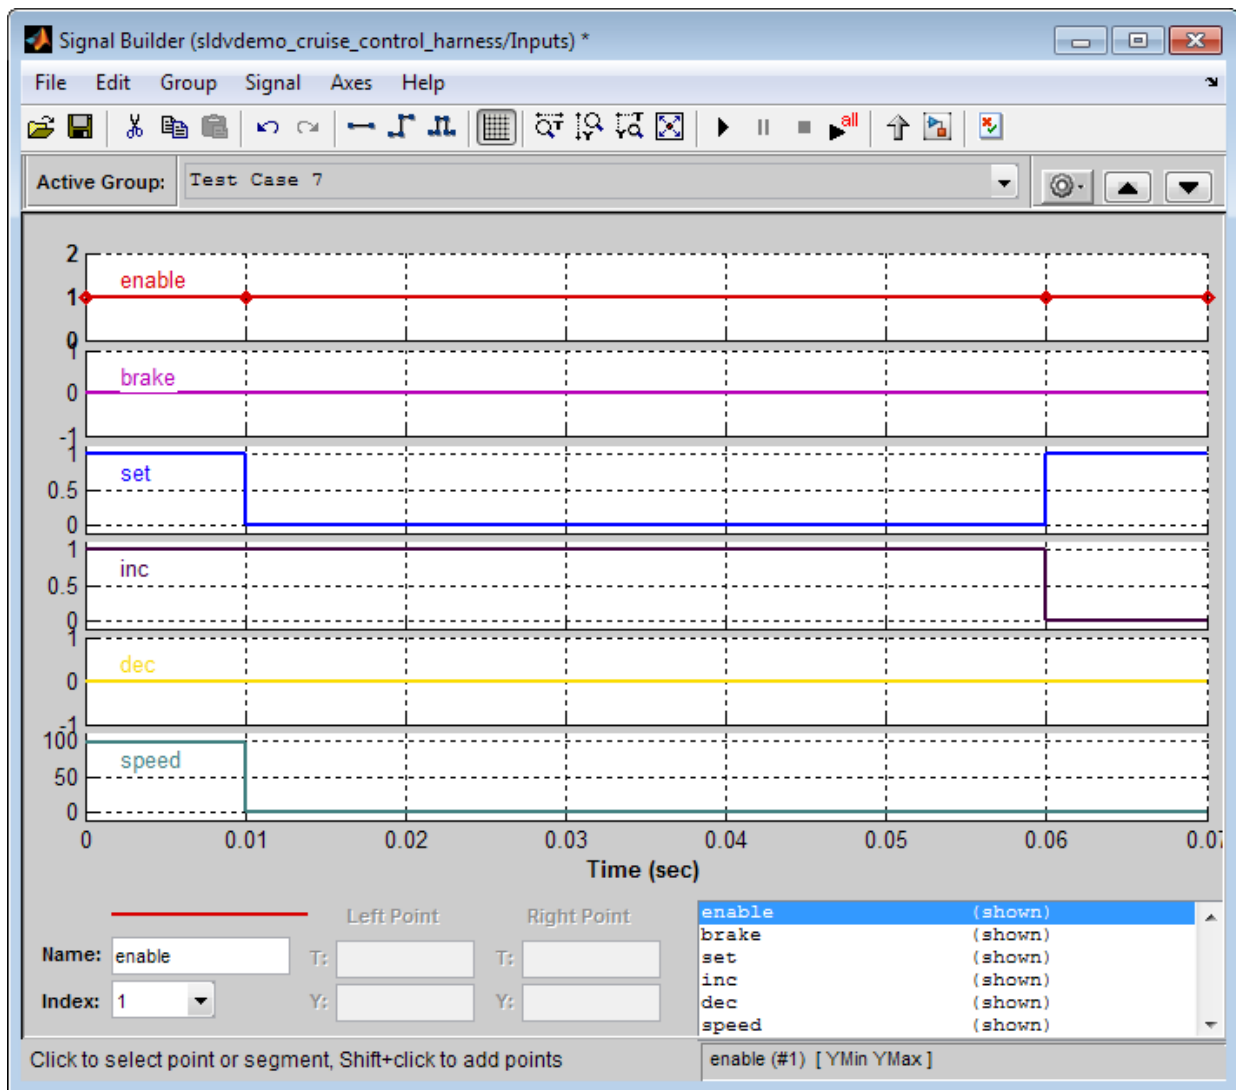 Signal Builder (sldvdemo_cruise_control_harness/Inputs) *
File Edit Group Signal Axes Help
all
Active Group: Test Case 7
2
enable
1
0
1
brake
0
-1
1
set
0.5
0
1
inc
0.5
0
1
dec
0
-1
100
speed
50
0
0 0.01 0.02 0.03 0.04 0.05 0.06 0.07
Time (sec)
Left Point Right Point
Name: enable T: T:
Index: 1 Y: Y:
enable (shown)
brake (shown)
set (shown)
inc (shown)
dec (shown)
speed (shown)
Click to select point or segment, Shift+click to add points
enable (#1) [ YMin YMax ]